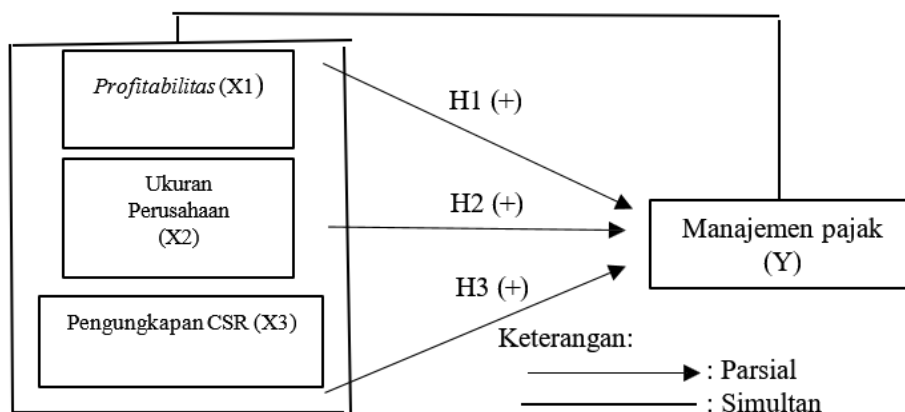 Profitabilitas (X1)
Ukuran
Perusahaan
(X2)
Pengungkapan CSR (X3)
H1 (+)
H2 (+)
H3 (+)
Manajemen pajak
(Y)
Keterangan:
: Parsial
: Simultan